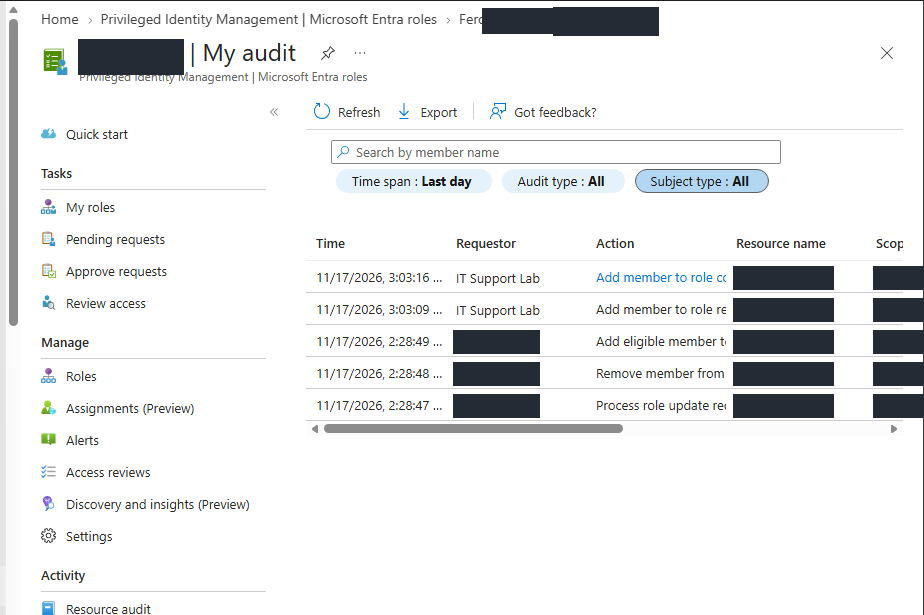 Home > Privileged Identity Management | Microsoft Entra roles >
| My audit ...
Privileged Identity Management | Microsoft Entra roles
«
Refresh Export Got feedback?
Search by member name
Time span : Last day Audit type : All Subject type : All
Quick start
Tasks
My roles
Pending requests
Approve requests
Review access
Manage
Roles
Assignments (Preview)
Alerts
Access reviews
Discovery and insights (Preview)
Settings
Activity
Resource audit
Time Requestor Action Resource name Scop
11/17/2026, 3:03:16 ... IT Support Lab Add member to role co
11/17/2026, 3:03:09 ... IT Support Lab Add member to role re
11/17/2026, 2:28:49 ... Add eligible member to
11/17/2026, 2:28:48 ... Remove member from
11/17/2026, 2:28:47 ... Process role update rec